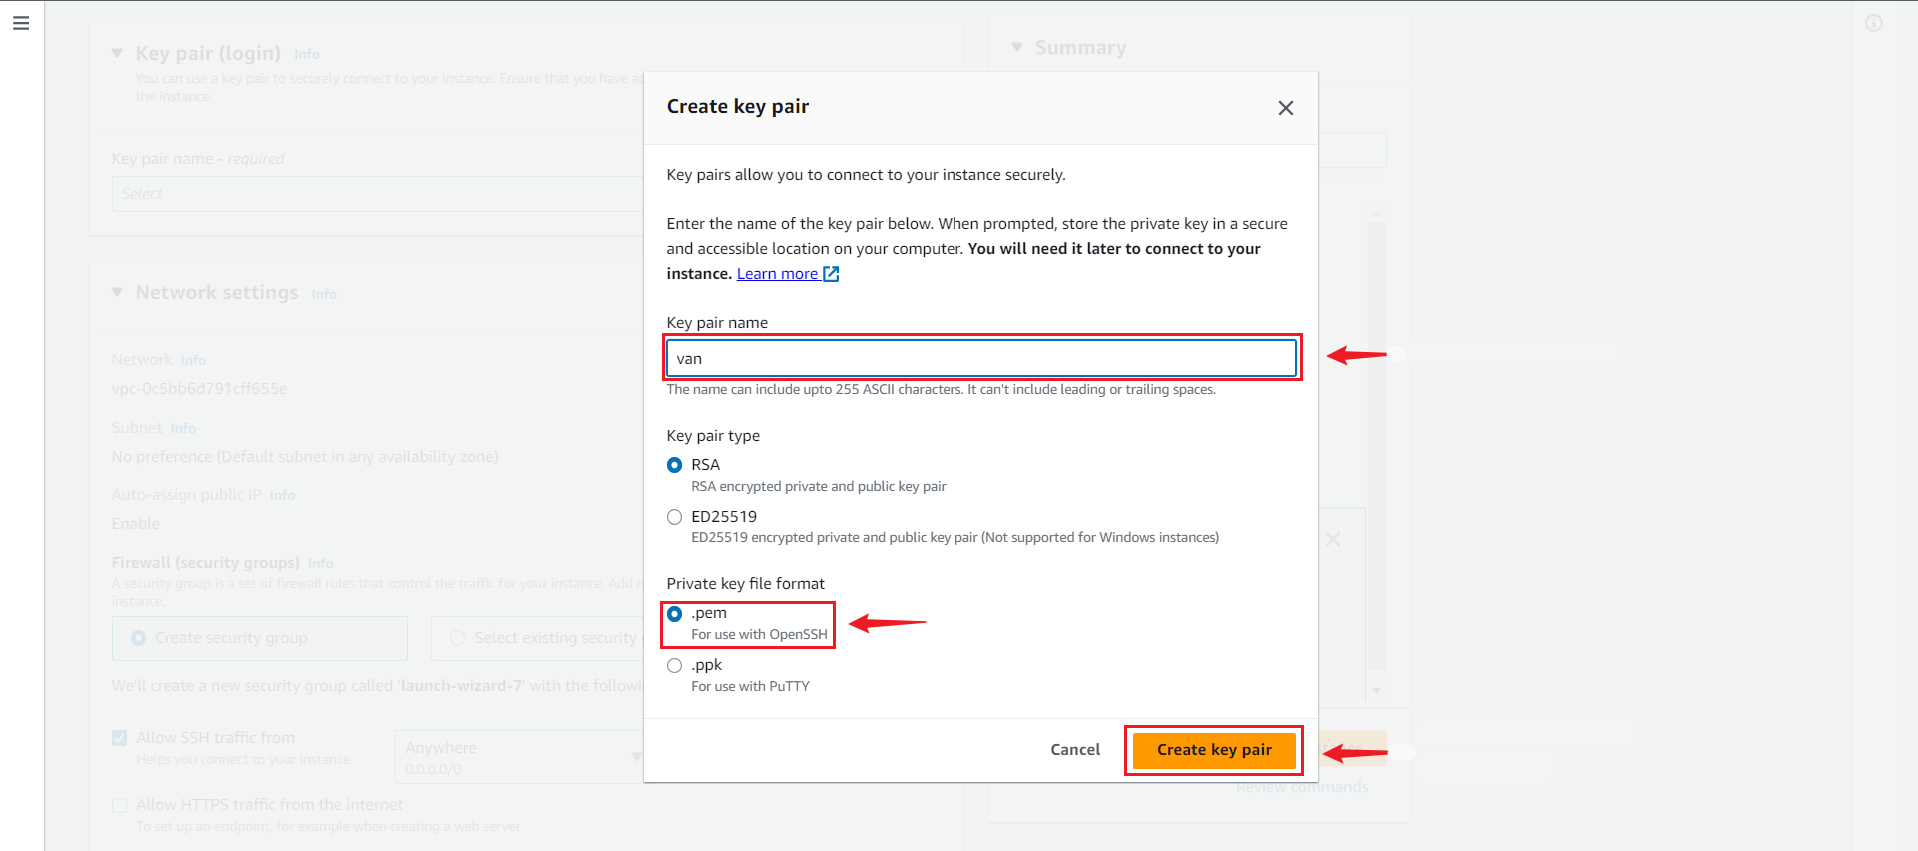 Key pair (login) Info
You can use a key pair to securely connect to your instance. Ensure that you have ac
the instance.
Key pair name - required
Select
Network settings Info
Network Info
vpc-0c5bb6d791cff655e
Subnet Info
No preference (Default subnet in any availability zone)
Auto-assign public IP Info
Enable
Firewall (security groups) Info
A security group is a set of firewall rules that control the traffic for your instance. Add
instance.
Create security group
Select existing security
We'll create a new security group called 'launch-wizard-7' with the
Allow SSH traffic from
Helps you connect to your instance
Anywhere
0.0.0.0/0
Allow HTTPS traffic from the internet
To set up an endpoint, for example when creating a web server
Create key pair
Key pairs allow you to connect to your instance securely.
Enter the name of the key pair below. When prompted, store the private key in a secure
and accessible location on your computer. You will need it later to connect to your
instance. Learn more
Key pair name
van
The name can include upto 255 ASCII characters. It can't include leading or trailing spaces.
Key pair type
RSA
RSA encrypted private and public key pair
ED25519
ED25519 encrypted private and public key pair (Not supported for Windows instances)
Private key file format
.pem
For use with OpenSSH
.ppk
For use with PuTTY
Cancel
Create key pair
Summary
Review commands